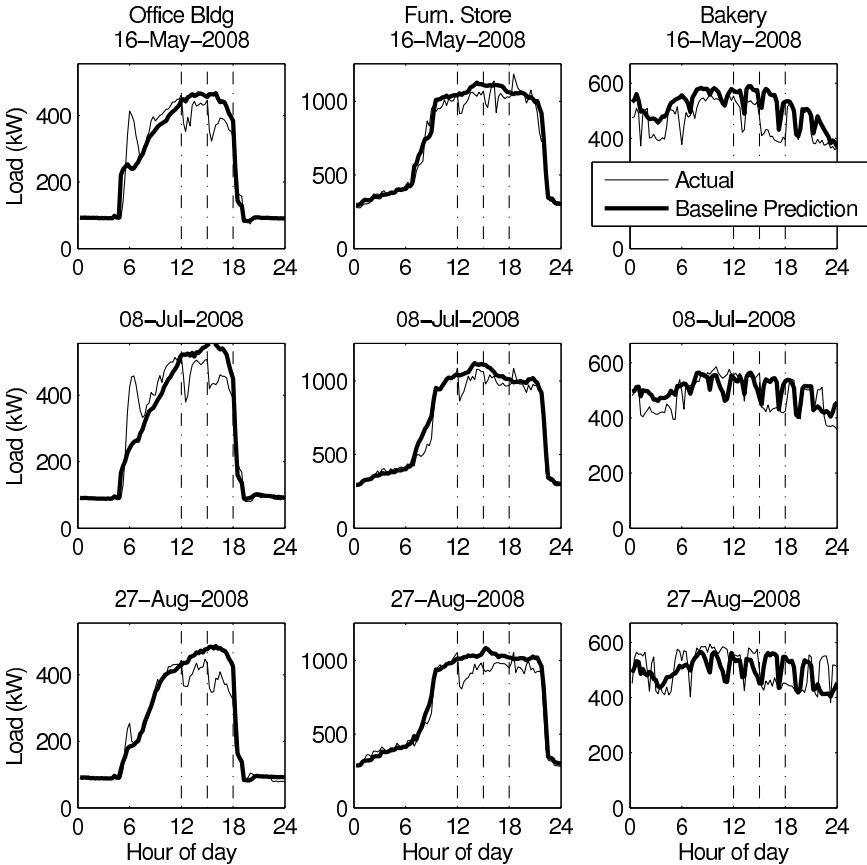 Office Bldg
16−May−2008
Furn. Store
16−May−2008
Bakery
16−May−2008
Load (kW)
400
200
0
0 6 12 18 24
1000
500
0
0 6 12 18 24
600
400
0 6 12 18 24
Actual
Baseline Prediction
08−Jul−2008
08−Jul−2008
08−Jul−2008
Load (kW)
400
200
0
0 6 12 18 24
1000
500
0
0 6 12 18 24
600
400
200
0
0 6 12 18 24
27−Aug−2008
27−Aug−2008
27−Aug−2008
Load (kW)
400
200
0
0 6 12 18 24
Hour of day
1000
500
0
0 6 12 18 24
Hour of day
600
400
200
0
0 6 12 18 24
Hour of day